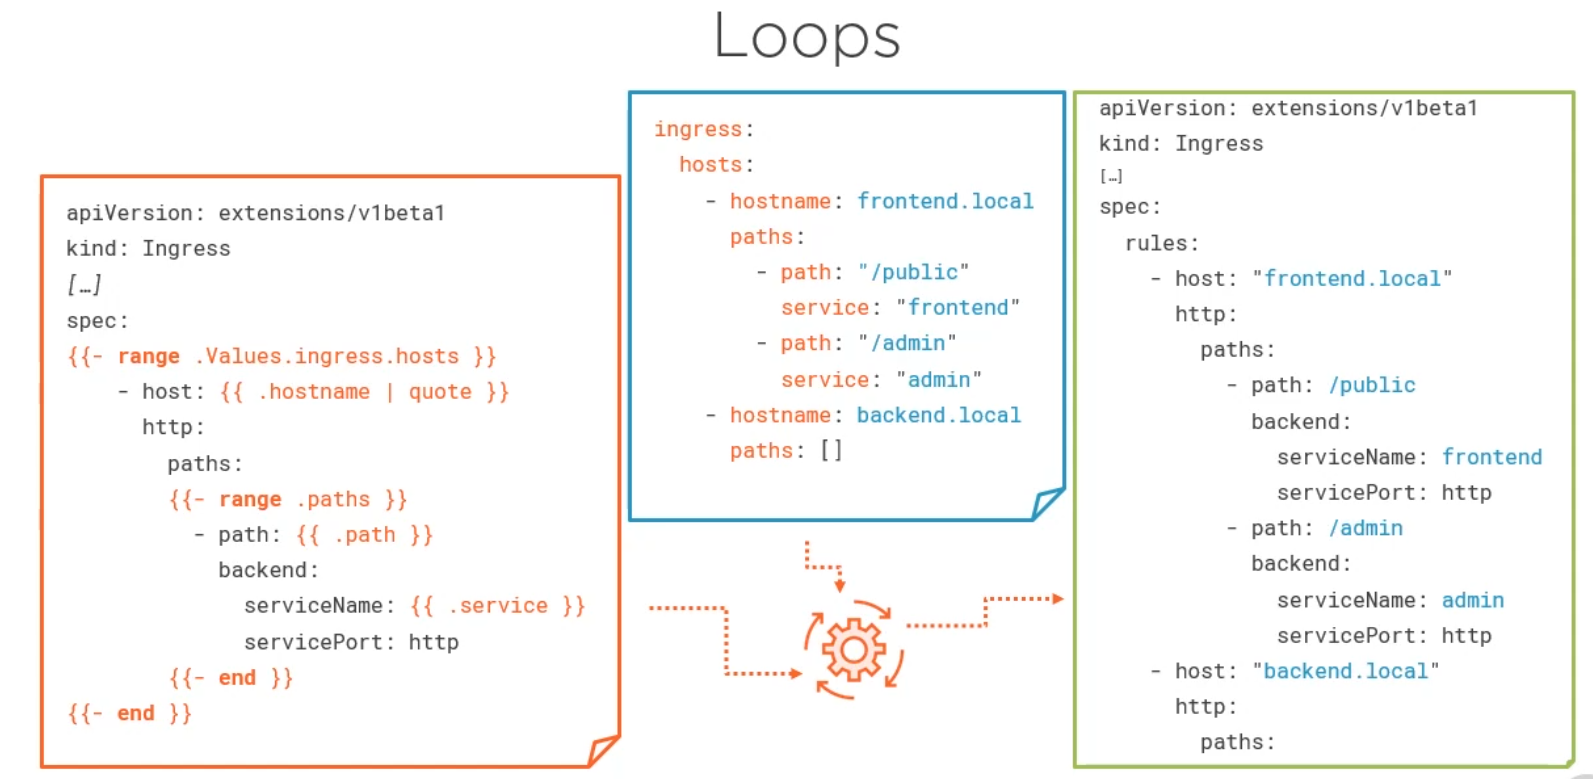 Loops
apiVersion: extensions/v1beta1
kind: Ingress
[…]
spec:
{{- range .Values.ingress.hosts }}
    - host: {{ .hostname | quote }}
      http:
        paths:
        {{- range .paths }}
          - path: {{ .path }}
            backend:
              serviceName: {{ .service }}
              servicePort: http
        {{- end }}
{{- end }}
ingress:
  hosts:
    - hostname: frontend.local
      paths:
        - path: "/public"
          service: "frontend"
        - path: "/admin"
          service: "admin"
    - hostname: backend.local
      paths: []
apiVersion: extensions/v1beta1
kind: Ingress
[…]
spec:
  rules:
    - host: "frontend.local"
      http:
        paths:
          - path: /public
            backend:
              serviceName: frontend
              servicePort: http
          - path: /admin
            backend:
              serviceName: admin
              servicePort: http
    - host: "backend.local"
      http:
        paths: